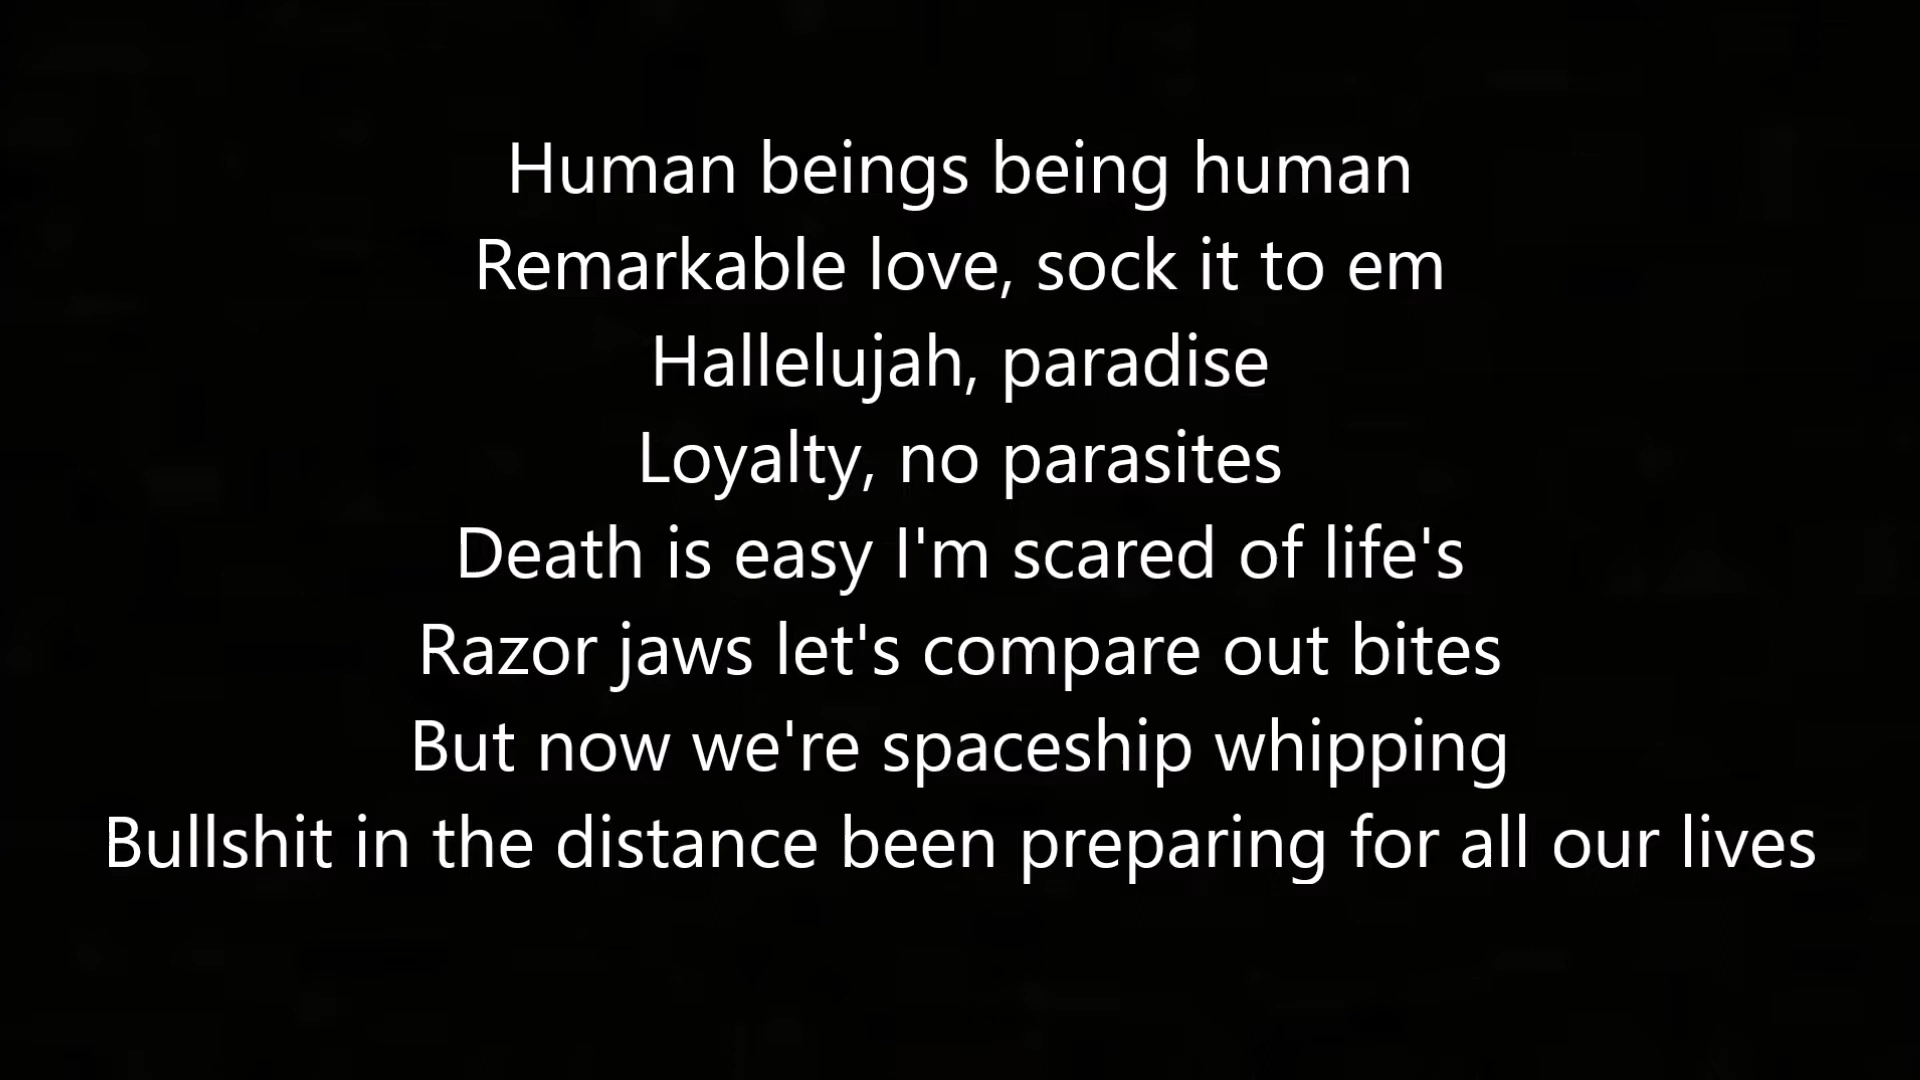 Human beings being human
Remarkable love, sock it to em
Hallelujah, paradise
Loyalty, no parasites
Death is easy I'm scared of life's
Razor jaws let's compare out bites
But now we're spaceship whipping
Bullshit in the distance been preparing for all our lives